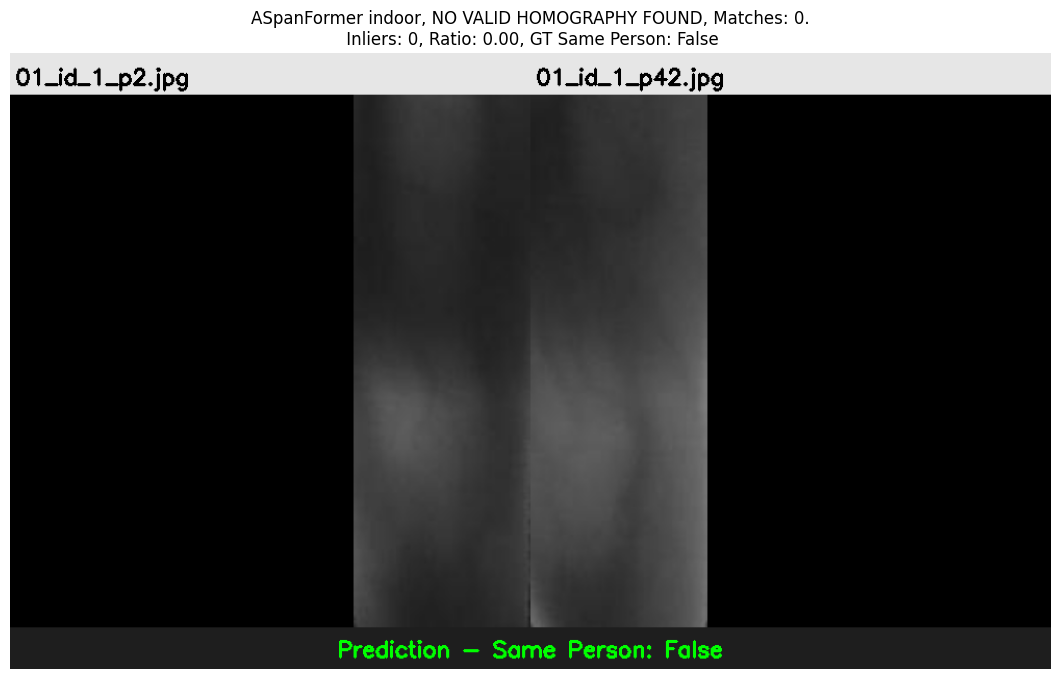 ASpanFormer indoor, NO VALID HOMOGRAPHY FOUND, Matches: 0.
Inliers: 0, Ratio: 0.00, GT Same Person: False
01_id_1_p2.jpg
01_id_1_p42.jpg
Prediction - Same Person: False